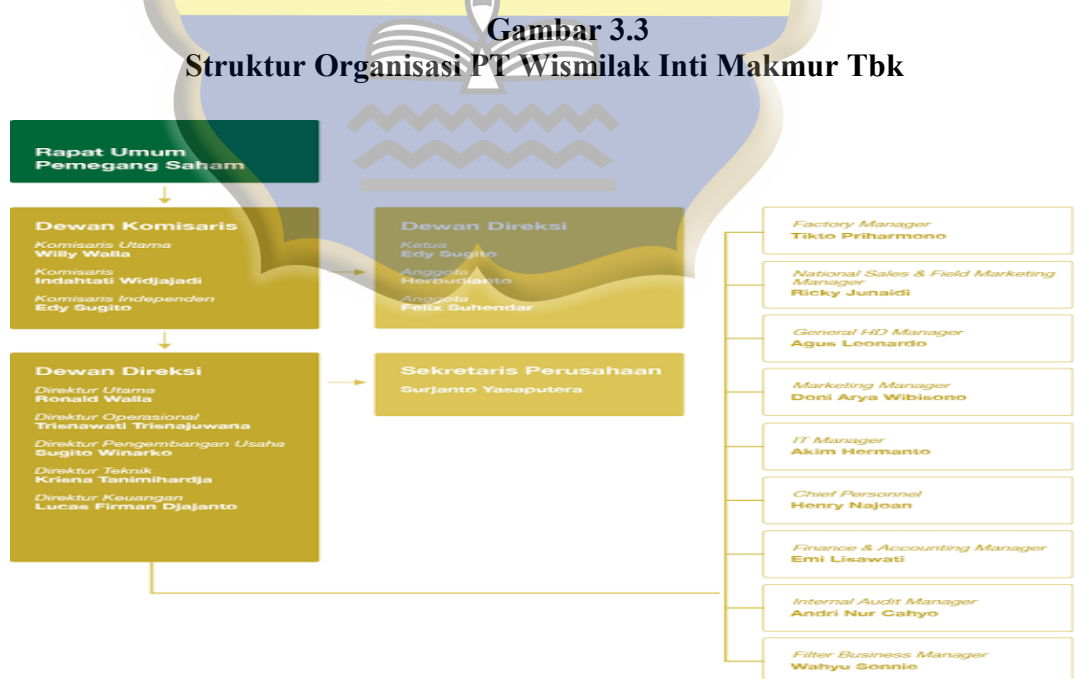 Gambar 3.3
Struktur Organisasi PT Wismilak Inti Makmur Tbk
Rapat Umum
Pemegang Saham
Dewan Komisaris
Komisaris Utama
Willy Walla
Komisaris
Indahtati Widjajadi
Komisaris Independen
Edy Sugito
Dewan Direksi
Ketua
Edy Sugito
Anggota
Herbudianto
Anggota
Felix Suhendar
Dewan Direksi
Direktur Utama
Ronald Walla
Direktur Operasional
Trisnawati Trisnajuwana
Direktur Pengembangan Usaha
Sugito Winarko
Direktur Teknik
Krisna Tanimihardja
Direktur Keuangan
Lucas Firman Djajanto
Sekretaris Perusahaan
Surjanto Yasaputera
Factory Manager
Tikto Priharmono
National Sales & Field Marketing
Manager
Ricky Junaidi
General HD Manager
Agus Leonardo
Marketing Manager
Doni Arya Wibisono
IT Manager
Akim Hermanto
Chief Personnel
Henry Najoan
Finance & Accounting Manager
Emi Lisawati
Internal Audit Manager
Andri Nur Cahyo
Filter Business Manager
Wahyu Sonnie